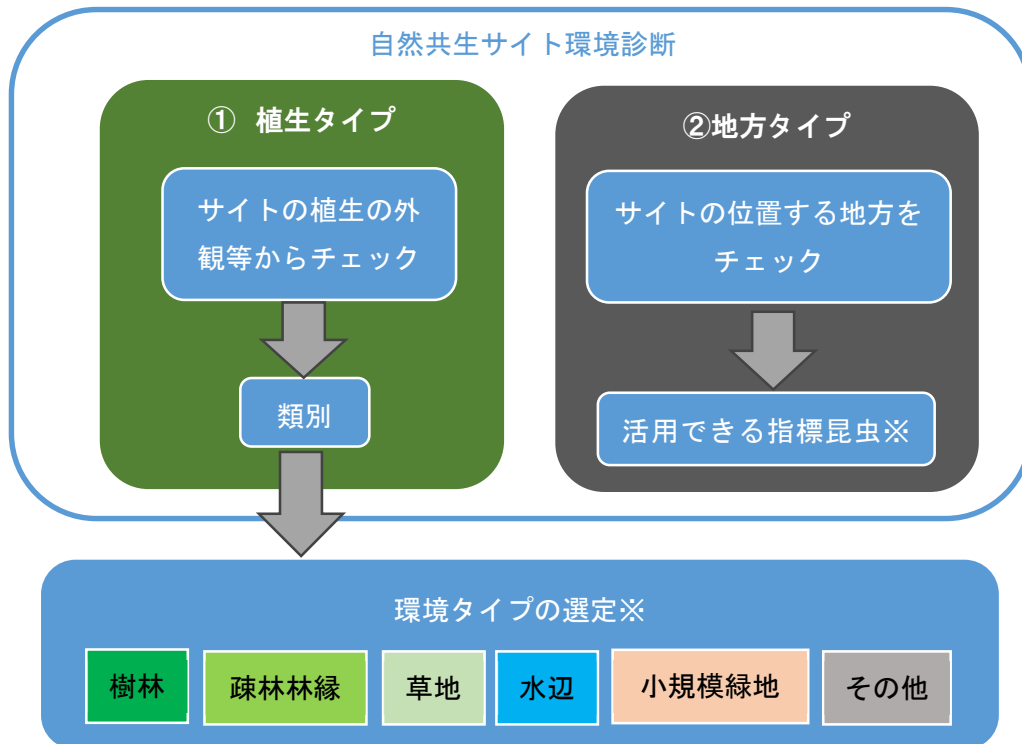 自然共生サイト環境診断
① 植生タイプ
サイトの植生の外
観等からチェック
類別
②地方タイプ
サイトの位置する地方を
チェック
活用できる指標昆虫※
環境タイプの選定※
樹林
疎林林縁
草地
水辺
小規模緑地
その他